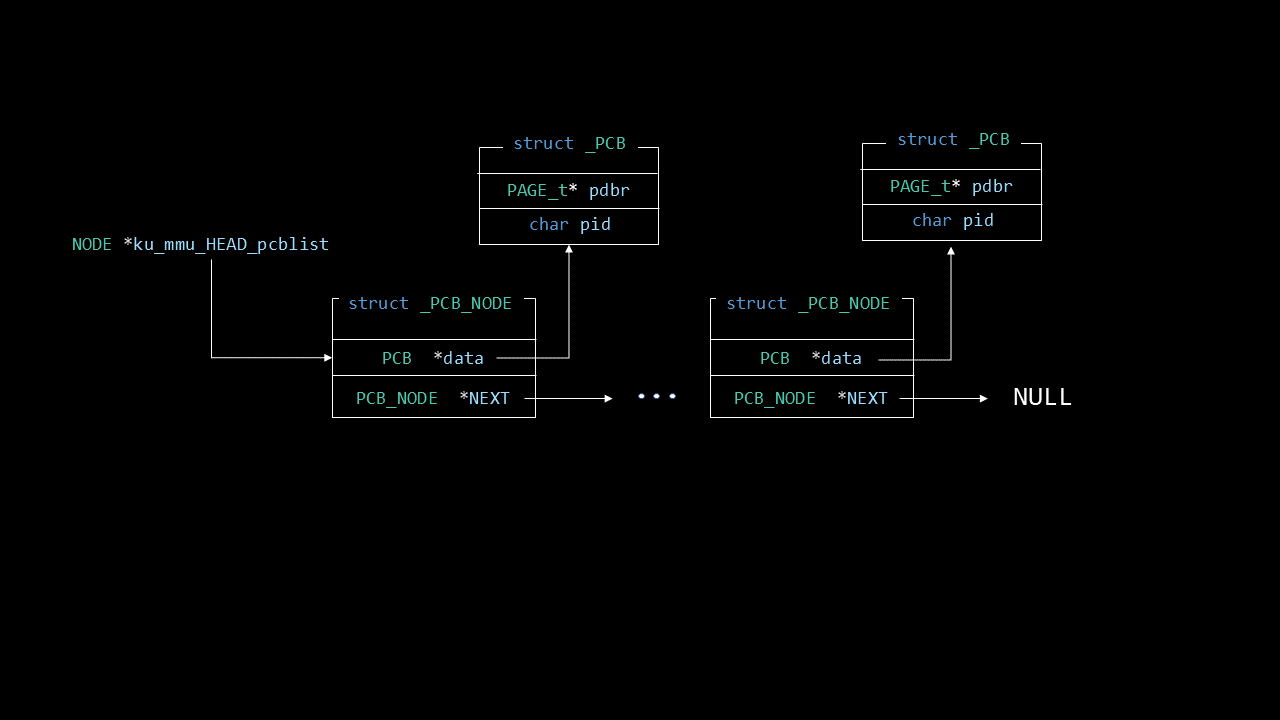 struct _PCB
PAGE_t* pdbr
char pid
struct _PCB
PAGE_t* pdbr
char pid
NODE *ku_mmu_HEAD_pcblist
struct _PCB_NODE
PCB *data
PCB_NODE *NEXT
...
struct _PCB_NODE
PCB *data
PCB_NODE *NEXT
NULL